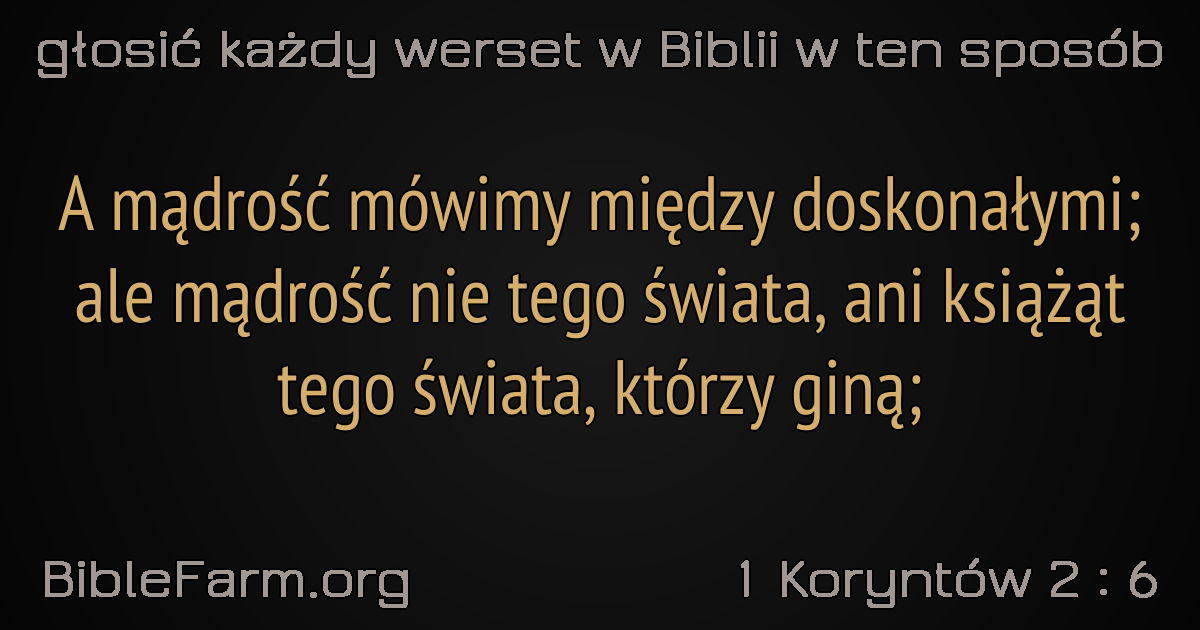 głosić każdy werset w Biblii w ten sposób
A mądrość mówimy między doskonałymi;
ale mądrość nie tego świata, ani książąt
tego świata, którzy giną;
BibleFarm.org
1 Koryntów 2 : 6